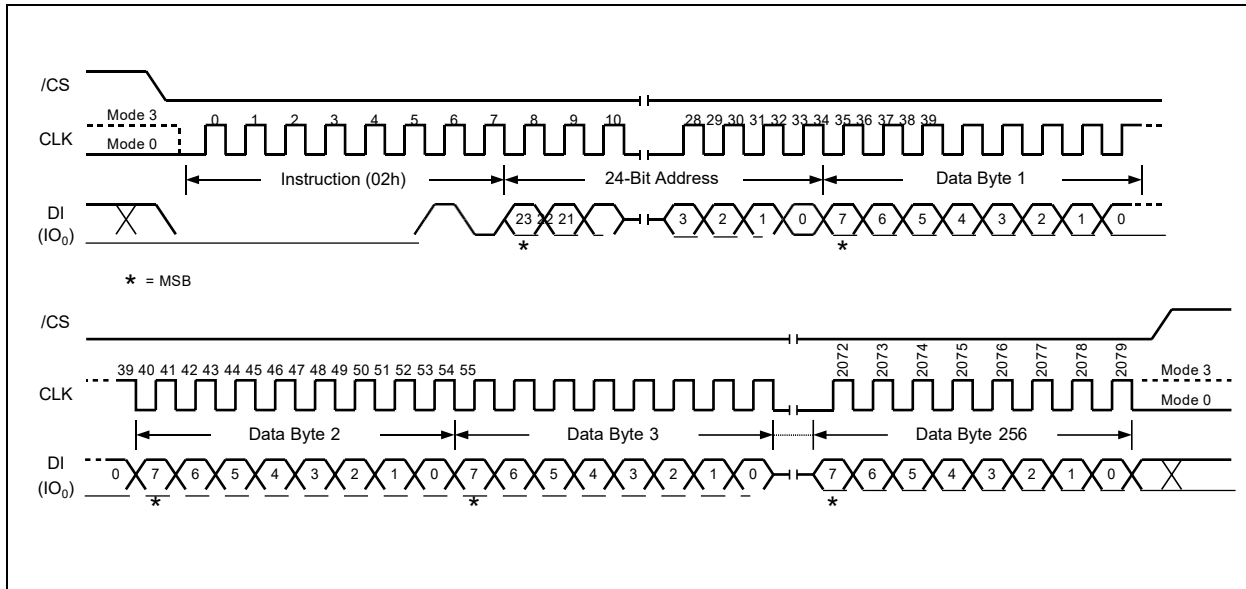 /CS
Mode 3
0 1 2 3 4 5 6 7 8 9 10 28 29 30 31 32 33 34 35 36 37 38 39
CLK
Mode 0
Instruction (02h) 24-Bit Address Data Byte 1
DI
(IO0)
23 22 21 3 2 1 0 7 6 5 4 3 2 1 0
* *
* = MSB
/CS
39 40 41 42 43 44 45 46 47 48 49 50 51 52 53 54 55 2072 2073 2074 2075 2076 2077 2078 2079
Mode 3
CLK
Mode 0
Data Byte 2 Data Byte 3 Data Byte 256
DI
(IO0)
0 7 6 5 4 3 2 1 0 7 6 5 4 3 2 1 0 7 6 5 4 3 2 1 0
* * *